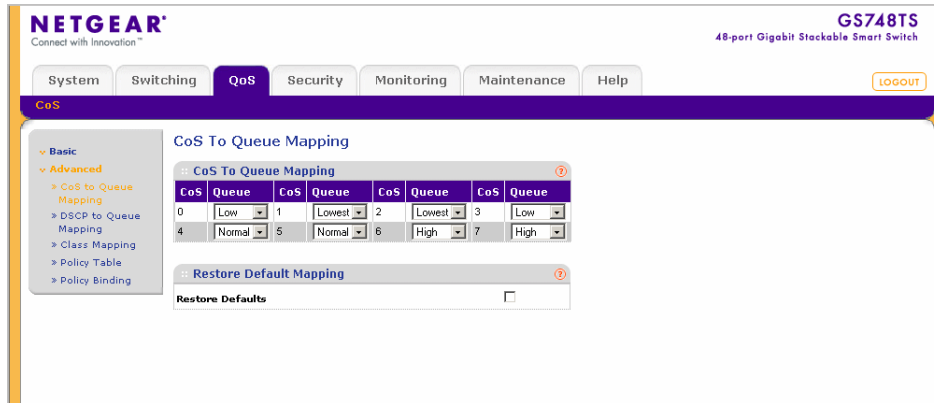 NETGEAR®
Connect with Innovation™
GS748TS
48-port Gigabit Stackable Smart Switch
System Switching QoS Security Monitoring Maintenance Help
LOGOUT
CoS
Basic
Advanced
» CoS to Queue
Mapping
» DSCP to Queue
Mapping
» Class Mapping
» Policy Table
» Policy Binding
CoS To Queue Mapping
CoS To Queue Mapping ?
CoS Queue CoS Queue CoS Queue CoS Queue
0 Low 1 Lowest 2 Lowest 3 Low
4 Normal 5 Normal 6 High 7 High
Restore Default Mapping ?
Restore Defaults